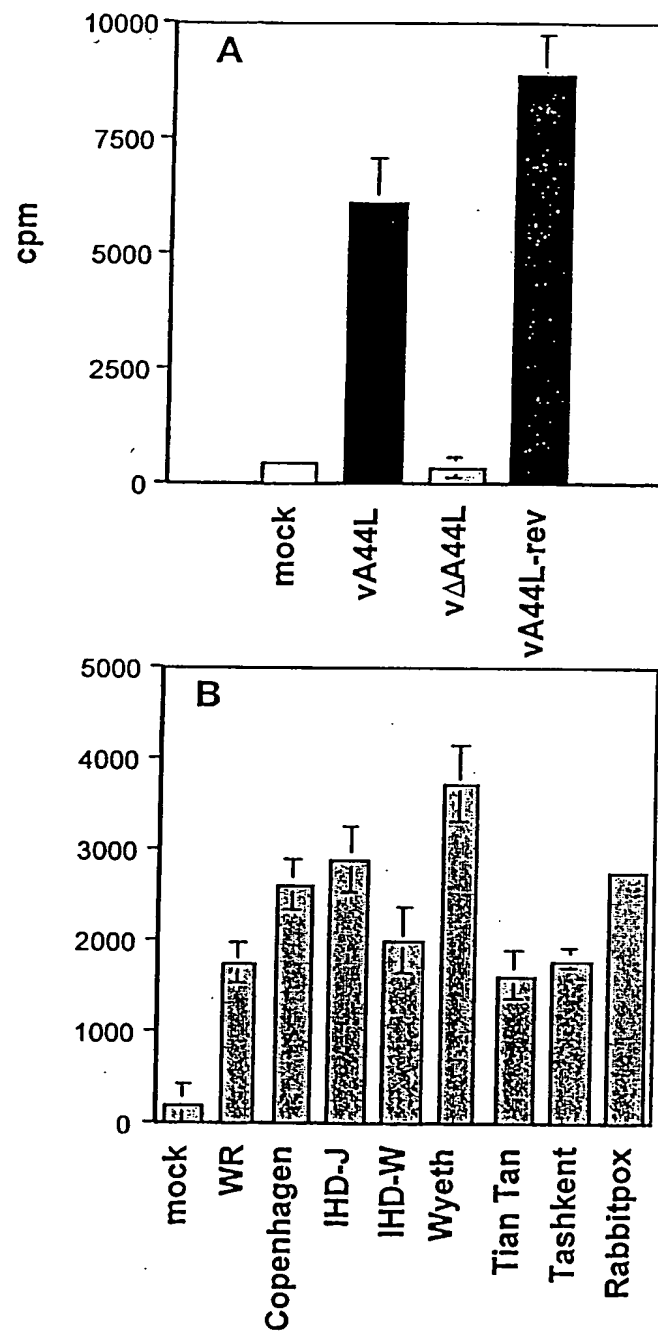 A
10000
7500
5000
2500
0
cpm
mock
vA44L
vΔA44L
vA44L-rev
B
5000
4000
3000
2000
1000
0
mock
WR
Copenhagen
IHD-J
IHD-W
Wyeth
Tian Tan
Tashkent
Rabbitpox